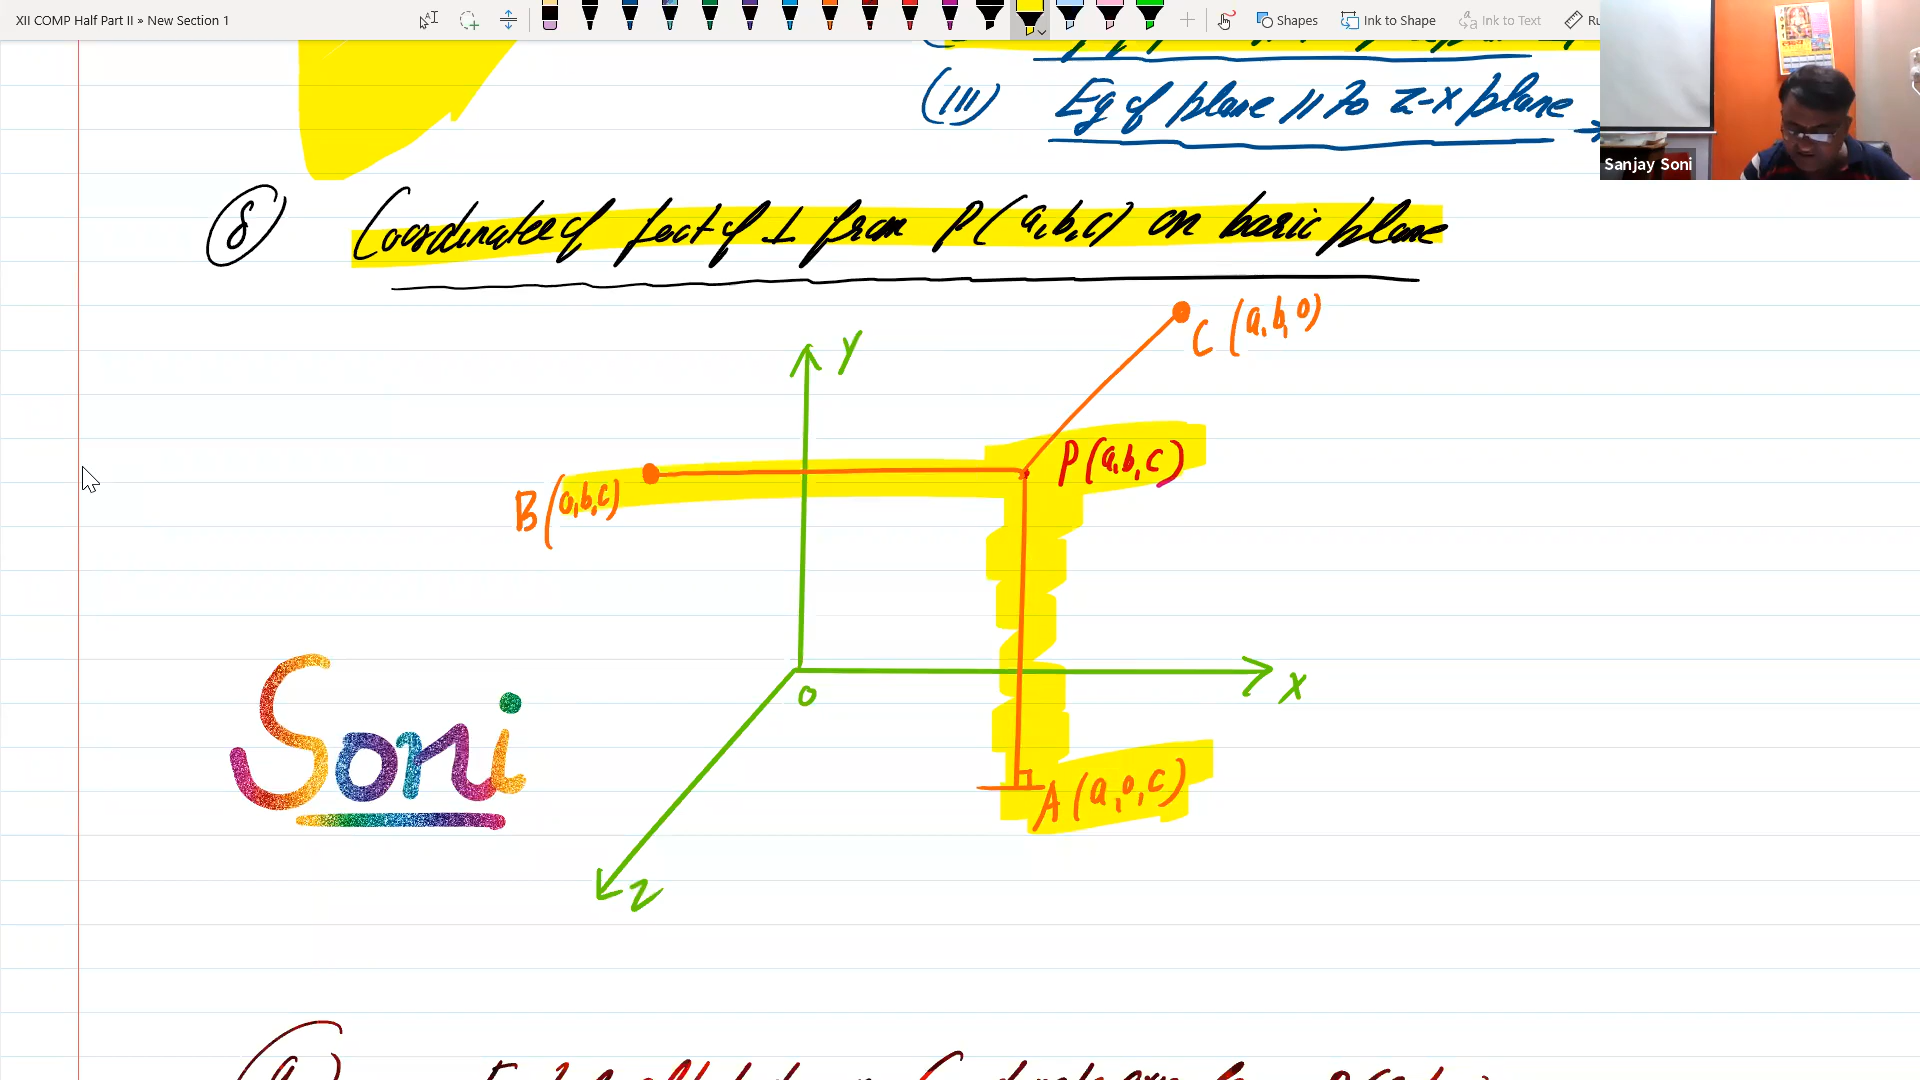 XII COMP Half Part II » New Section 1
Shapes
Ink to Shape
Ink to Text
Ru
(III) Eq of plane || to Z-X plane →
Sanjay Soni
(8) Coordinates of foot of ⊥ from P(a,b,c) on basic plane
C (a,b,0)
Y
P(a,b,c)
B(0,b,c)
O
X
Soni
A(a,0,c)
Z